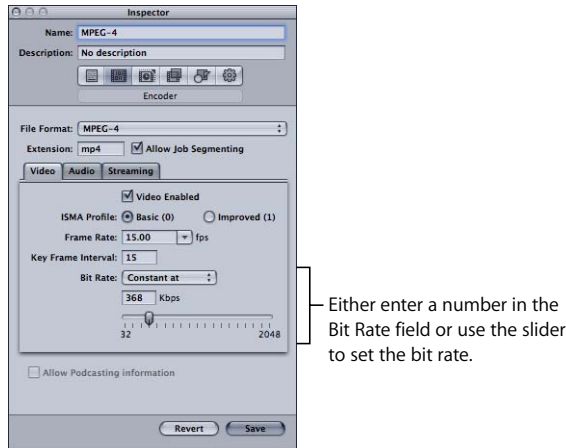 Inspector
Name: MPEG-4
Description: No description
Encoder
File Format: MPEG-4
Extension: mp4 Allow Job Segmenting
Video Audio Streaming
Video Enabled
ISMA Profile: Basic (0) Improved (1)
Frame Rate: 15.00 fps
Key Frame Interval: 15
Bit Rate: Constant at
368 Kbps
32 2048
Allow Podcasting information
Revert Save
Either enter a number in the
Bit Rate field or use the slider
to set the bit rate.